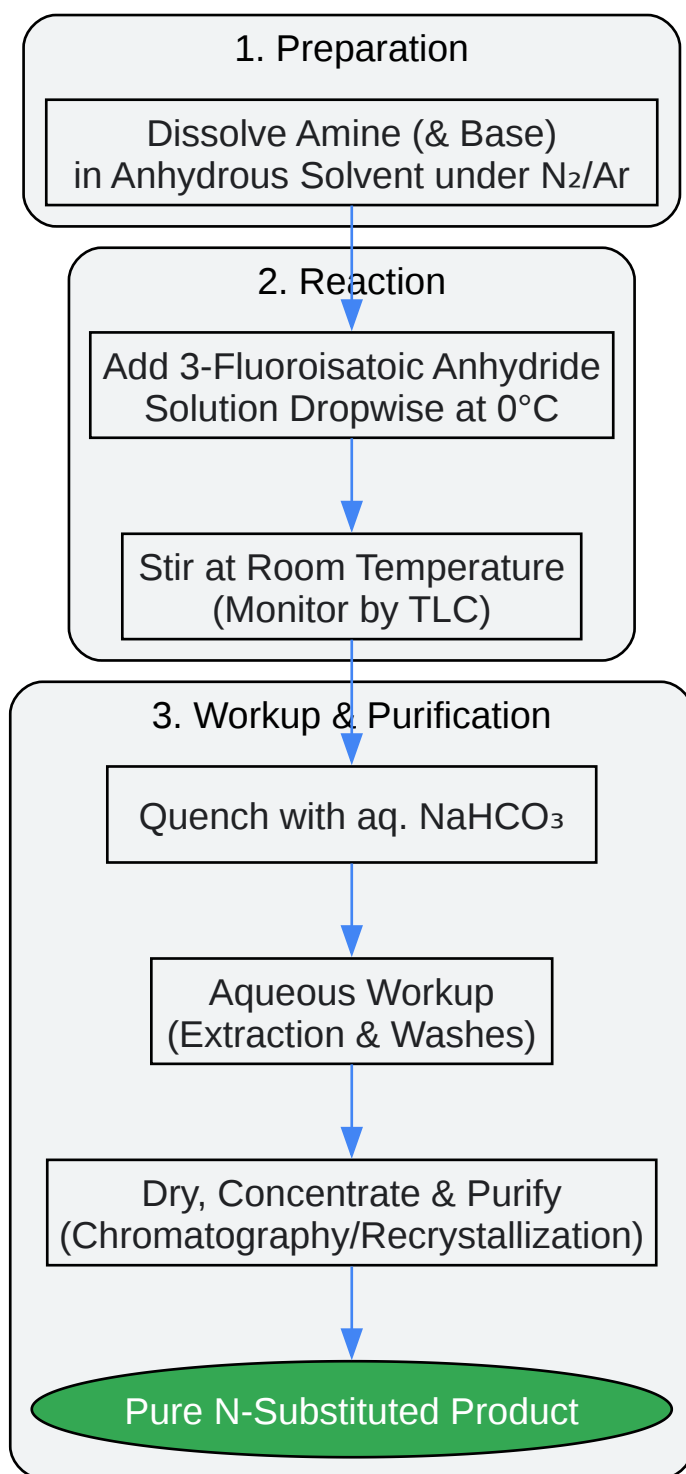 1. Preparation
Dissolve Amine (& Base)
in Anhydrous Solvent under N₂/Ar
2. Reaction
Add 3-Fluoroisatoic Anhydride
Solution Dropwise at 0°C
Stir at Room Temperature
(Monitor by TLC)
3. Workup & Purification
Quench with aq. NaHCO₃
Aqueous Workup
(Extraction & Washes)
Dry, Concentrate & Purify
(Chromatography/Recrystallization)
Pure N-Substituted Product